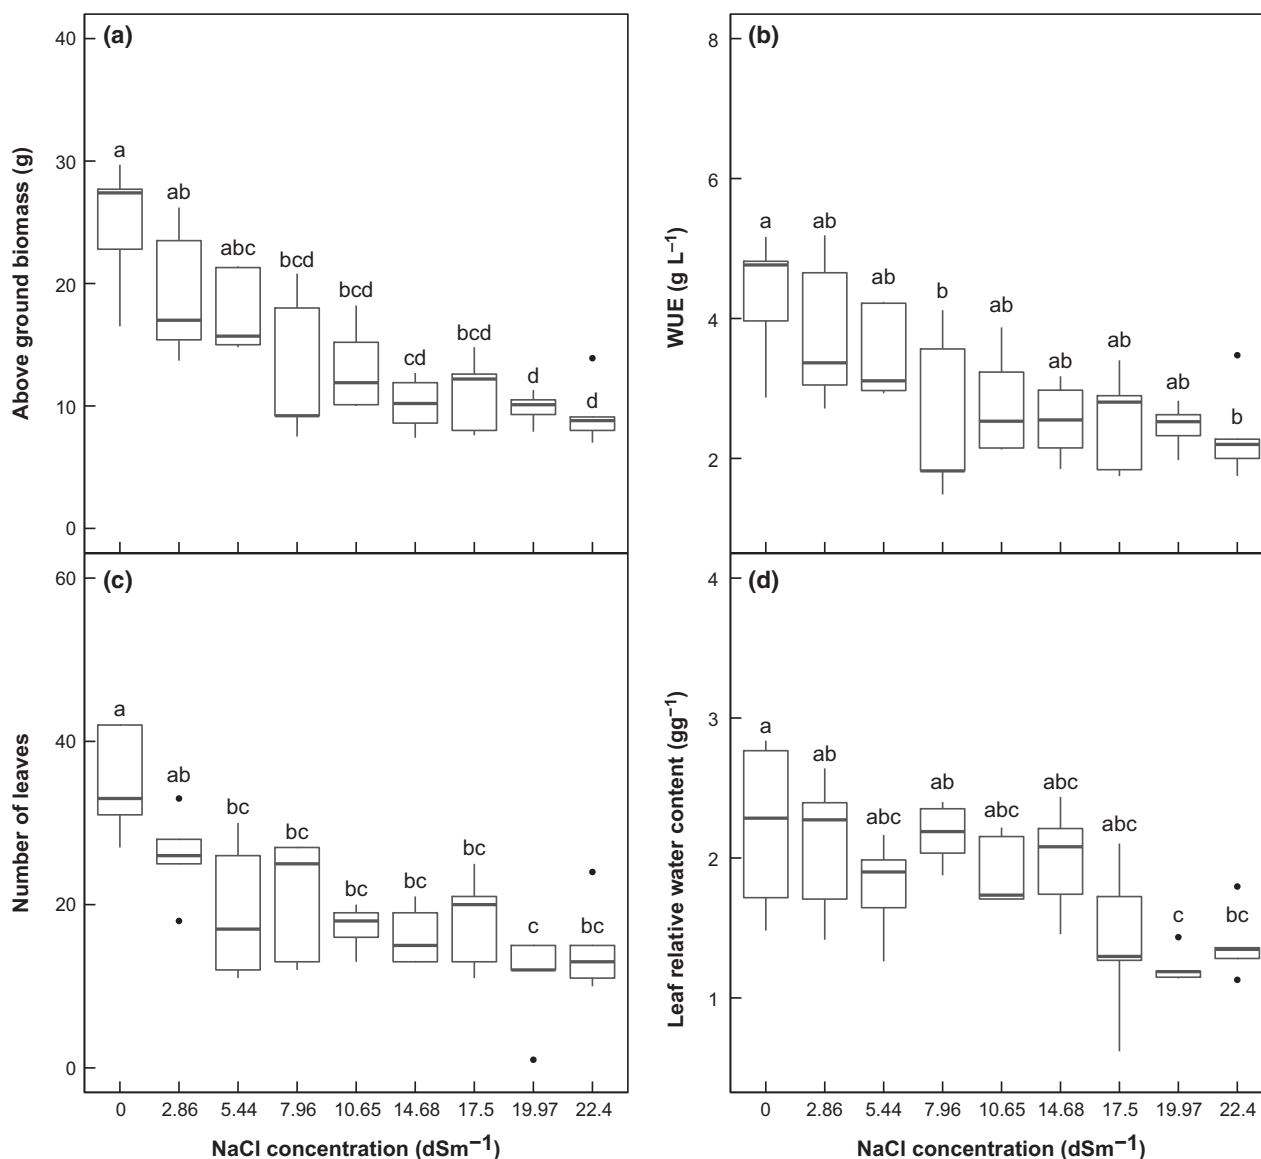 (a)
Above ground biomass (g)
40
30
20
10
0
a
ab
abc
bcd
bcd
cd
bcd
d
d
(b)
WUE (g L⁻¹)
8
6
4
2
a
ab
ab
b
ab
ab
ab
ab
b
(c)
Number of leaves
60
40
20
0
a
ab
bc
bc
bc
bc
bc
c
bc
0 2.86 5.44 7.96 10.65 14.68 17.5 19.97 22.4
NaCl concentration (dSm⁻¹)
(d)
Leaf relative water content (gg⁻¹)
4
3
2
1
a
ab
abc
ab
abc
abc
abc
c
bc
0 2.86 5.44 7.96 10.65 14.68 17.5 19.97 22.4
NaCl concentration (dSm⁻¹)